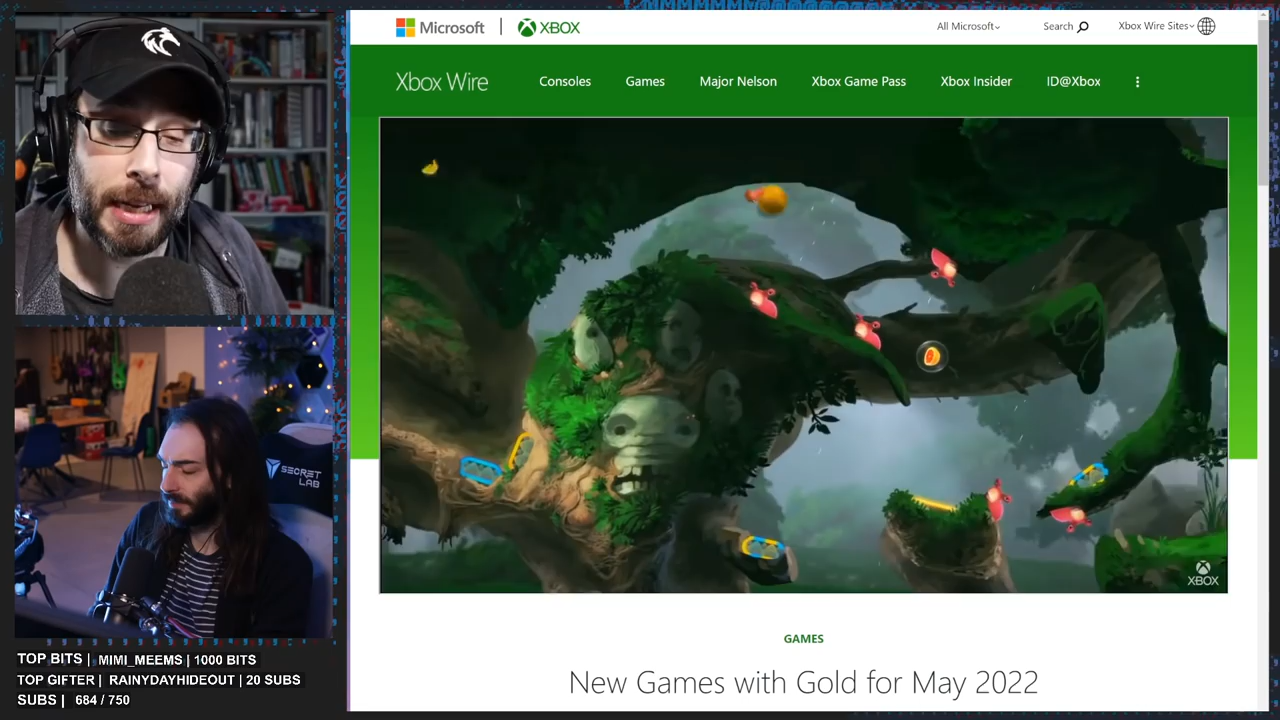 Microsoft | XBOX All Microsoft Search Xbox Wire Sites
Xbox Wire Consoles Games Major Nelson Xbox Game Pass Xbox Insider ID@Xbox
SECRET
LAB
XBOX
GAMES
New Games with Gold for May 2022
TOP BITS | MIMI_MEEMS | 1000 BITS
TOP GIFTER | RAINYDAYHIDEOUT | 20 SUBS
SUBS | 684 / 750